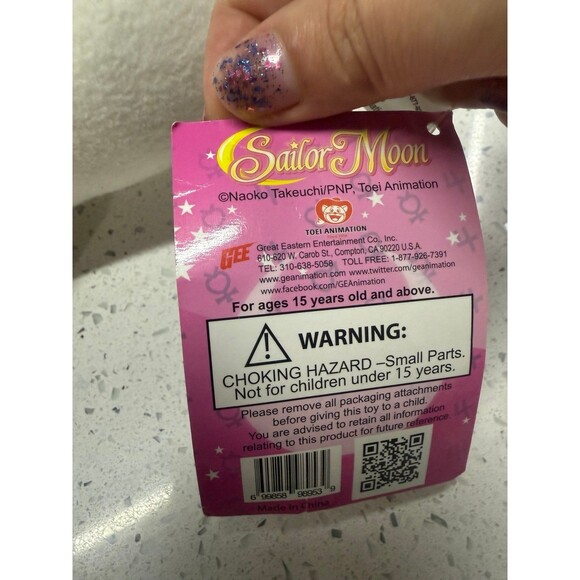 Sailor Moon
©Naoko Takeuchi/PNP, Toei Animation
TOEI ANIMATION
GEE
Great Eastern Entertainment Co., Inc.
610-620 W. Carob St., Compton, CA 90220 U.S.A.
TEL: 310-638-5058 TOLL FREE: 1-877-926-7391
www.geanimation.com www.twitter.com/geanimation
www.facebook.com/GEAnimation
For ages 15 years old and above.
WARNING:
CHOKING HAZARD –Small Parts.
Not for children under 15 years.
Please remove all packaging attachments
before giving this toy to a child.
You are advised to retain all information
relating to this product for future reference.
6 99858 98953 9
Made In China